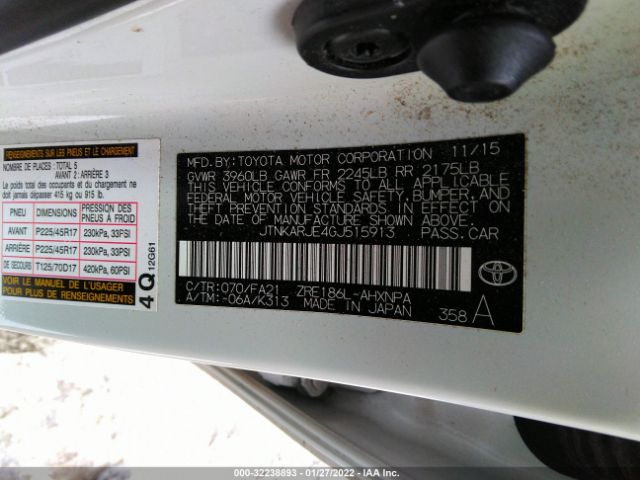 RENSEIGNEMENTS SUR LES PNEUS ET LE CHARGEMENT
NOMBRE DE PLACES: TOTAL 5
AVANT 2 : ARRIÈRE 3
Le poids total des occupants et du chargement ne
doit jamais dépasser 415 kg ou 915 lb.
PNEU DIMENSIONS PRESSION DES PNEUS À FROID
AVANT P225/45R17 230kPa, 33PSI
ARRIÈRE P225/45R17 230kPa, 33PSI
DE SECOURS T125/70D17 420kPa, 60PSI
VOIR LE MANUEL DE L'USAGER
POUR PLUS DE RENSEIGNEMENTS
4Q 12G61
MFD. BY: TOYOTA MOTOR CORPORATION 11/15
GVWR 3960LB GAWR FR 2245LB RR 2175LB
THIS VEHICLE CONFORMS TO ALL APPLICABLE
FEDERAL MOTOR VEHICLE SAFETY, BUMPER, AND
THEFT PREVENTION STANDARDS IN EFFECT ON
THE DATE OF MANUFACTURE SHOWN ABOVE.
JTNKARJE4GJ515913 PASS.CAR
C/TR: 070/FA21 ZRE186L-AHXNPA
A/TM: -06A/K313 MADE IN JAPAN 358 A
TOYOTA
000 - 32238893 - 01/27/2022 - IAA Inc.